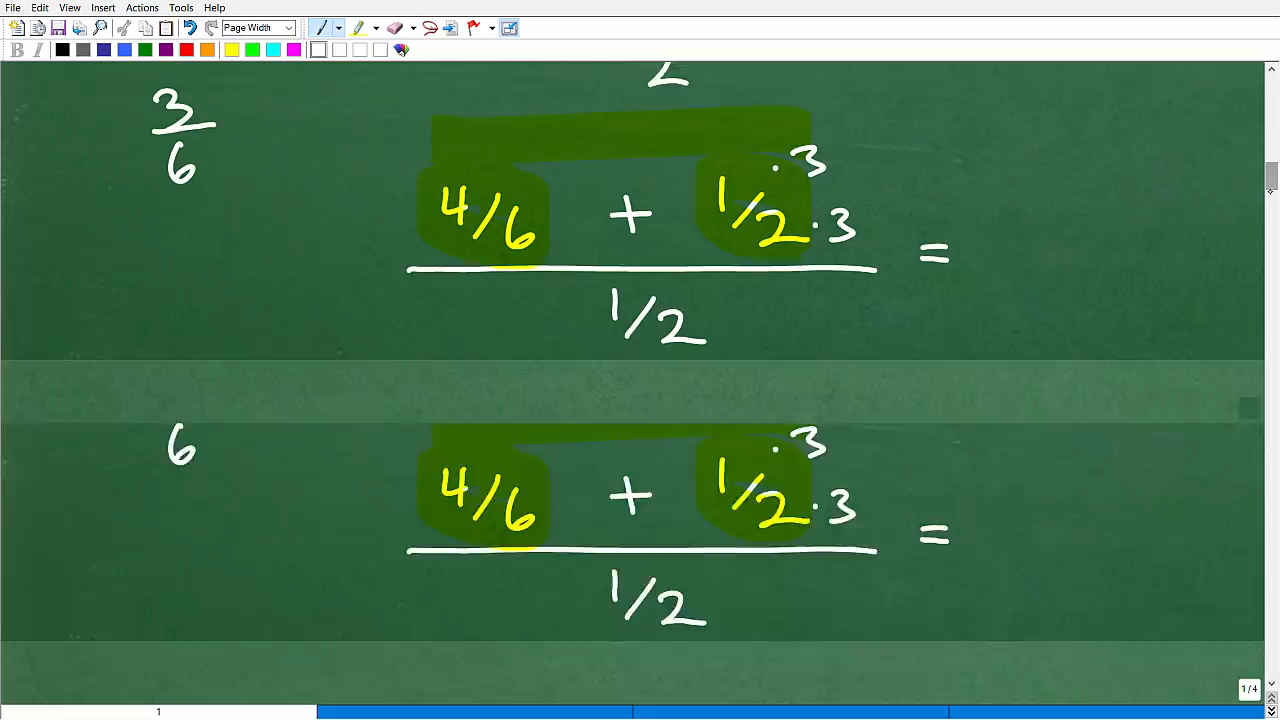 File Edit View Insert Actions Tools Help
Page Width
B I
2
3
6
4/6 + 1/2 · 3 · 3 =
1/2
6
4/6 + 1/2 · 3 · 3 =
1/2
1/4
1